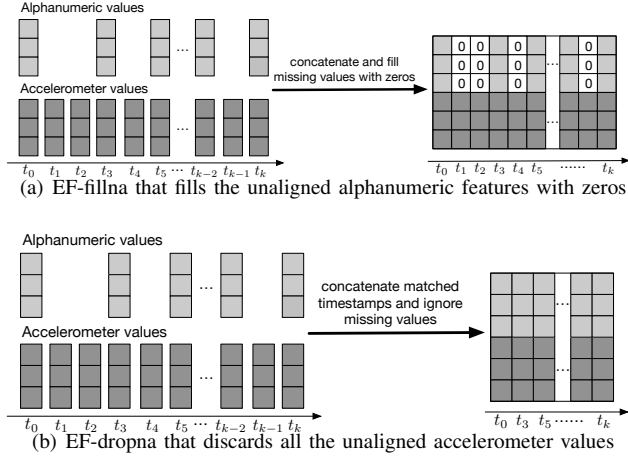 Alphanumeric values
...
Accelerometer values
...
t0 t1 t2 t3 t4 t5 ... tk−2 tk−1 tk
concatenate and fill
missing values with zeros
0 0 0 0
0 0 0 0
0 0 0 0
...
...
t0 t1 t2 t3 t4 t5 ...... tk
(a) EF-fillna that fills the unaligned alphanumeric features with zeros
Alphanumeric values
...
Accelerometer values
...
t0 t1 t2 t3 t4 t5 ... tk−2 tk−1 tk
concatenate matched
timestamps and ignore
missing values
...
...
t0 t3 t5 ...... tk
(b) EF-dropna that discards all the unaligned accelerometer values